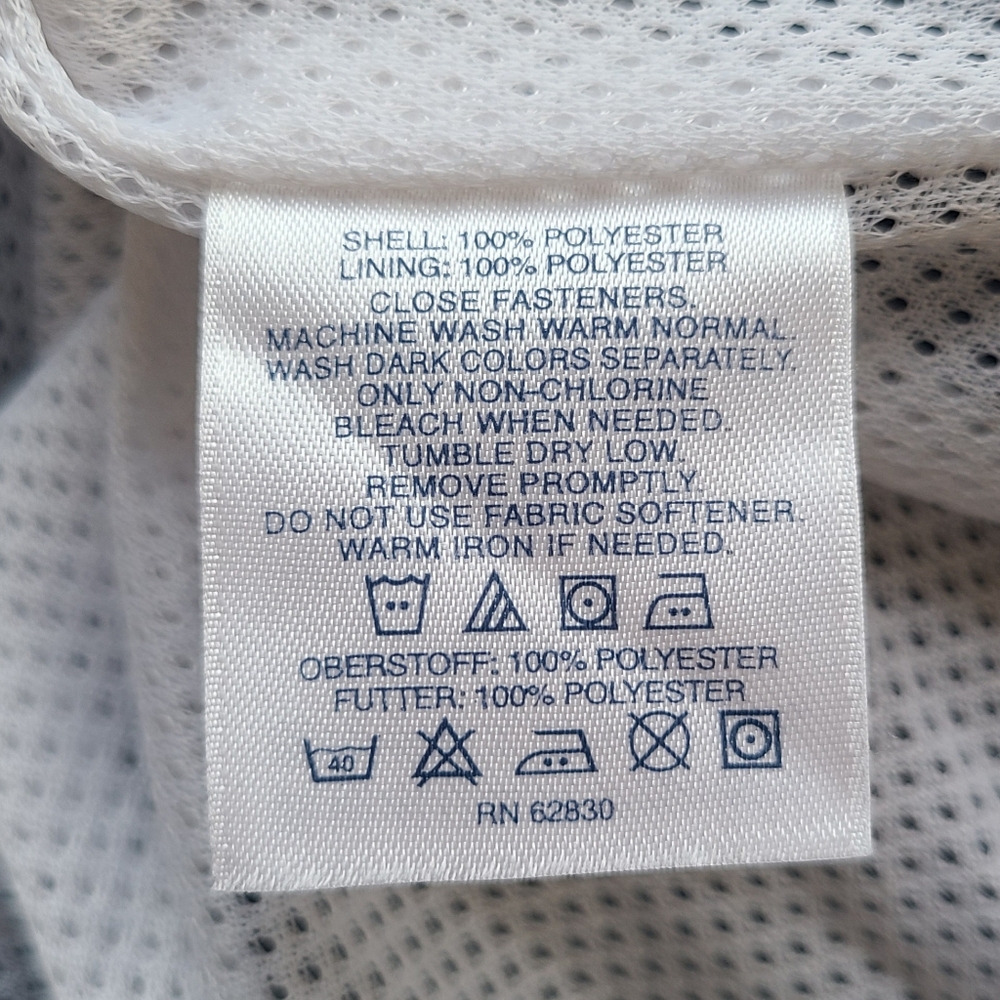 SHELL: 100% POLYESTER
LINING: 100% POLYESTER
CLOSE FASTENERS.
MACHINE WASH WARM NORMAL.
WASH DARK COLORS SEPARATELY.
ONLY NON-CHLORINE
BLEACH WHEN NEEDED.
TUMBLE DRY LOW
REMOVE PROMPTLY.
DO NOT USE FABRIC SOFTENER.
WARM IRON IF NEEDED.
OBERSTOFF: 100% POLYESTER
FUTTER: 100% POLYESTER
40
RN 62830